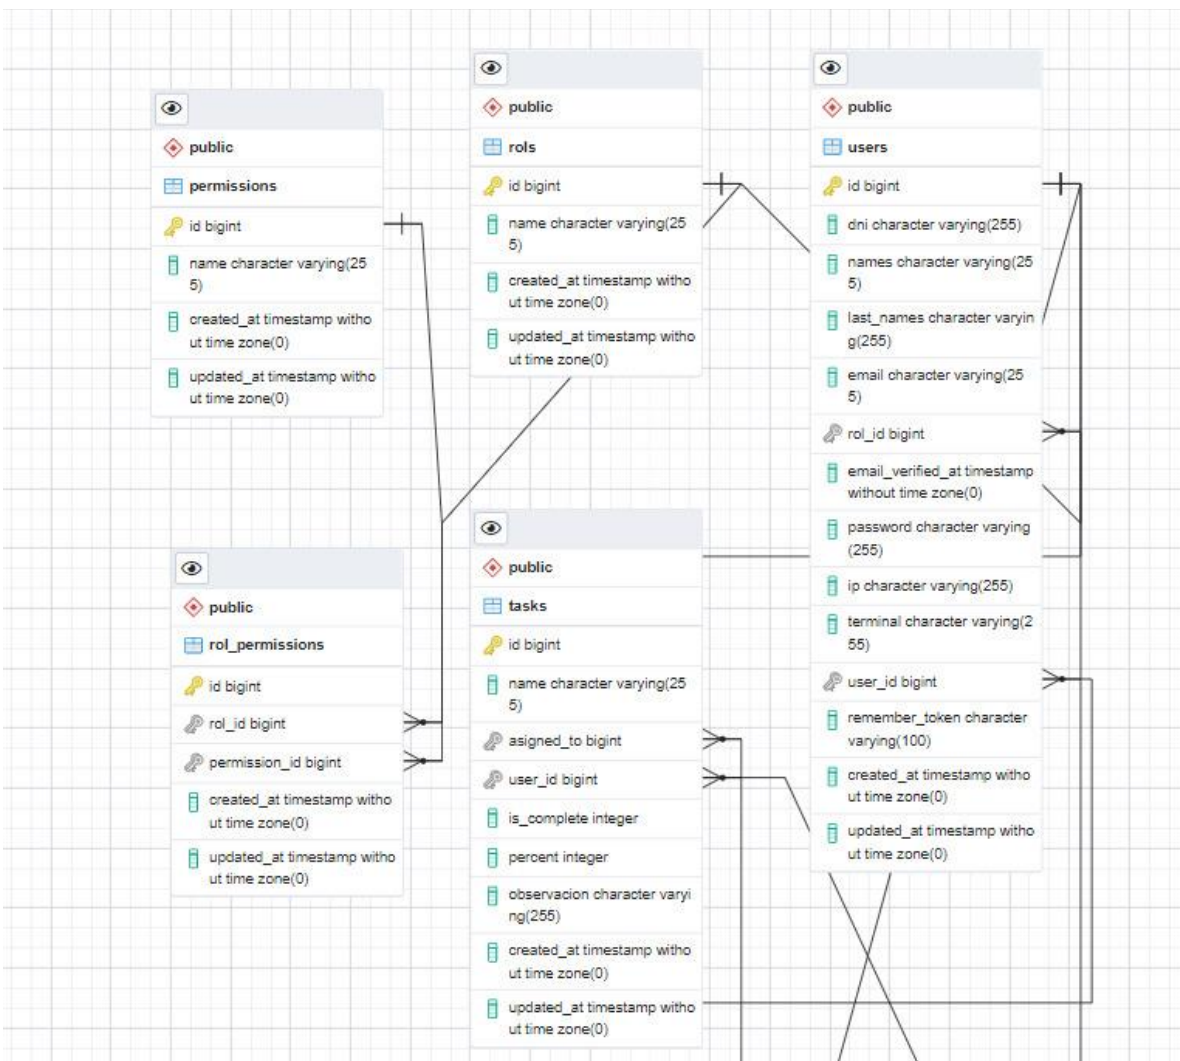 public
permissions
id bigint
name character varying(25
5)
created_at timestamp witho
ut time zone(0)
updated_at timestamp witho
ut time zone(0)
public
rols
id bigint
name character varying(25
5)
created_at timestamp witho
ut time zone(0)
updated_at timestamp witho
ut time zone(0)
public
users
id bigint
dni character varying(255)
names character varying(25
5)
last_names character varyin
g(255)
email character varying(25
5)
rol_id bigint
email_verified_at timestamp
without time zone(0)
password character varying
(255)
ip character varying(255)
terminal character varying(2
55)
user_id bigint
remember_token character
varying(100)
created_at timestamp witho
ut time zone(0)
updated_at timestamp witho
ut time zone(0)
public
rol_permissions
id bigint
rol_id bigint
permission_id bigint
created_at timestamp witho
ut time zone(0)
updated_at timestamp witho
ut time zone(0)
public
tasks
id bigint
name character varying(25
5)
asigned_to bigint
user_id bigint
is_complete integer
percent integer
observacion character varyi
ng(255)
created_at timestamp witho
ut time zone(0)
updated_at timestamp witho
ut time zone(0)